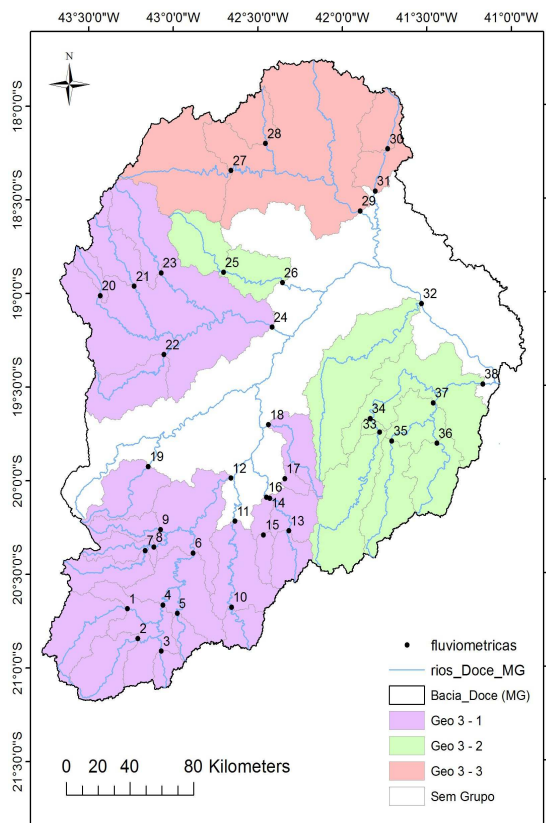 43°30'0"S 43°0'0"S 42°30'0"S 42°0'0"S 41°30'0"S 41°0'0"S
N
18°0'0"S
18°30'0"S
19°0'0"S
19°30'0"S
20°0'0"S
20°30'0"S
21°0'0"S
21°30'0"S
28
30
27
31
29
23
25
26
20
21
24
32
22
38
37
34
18
33
35
36
19
12
17
16
14
11
9
15
13
7
8
6
4
10
1
5
2
3
fluviometricas
rios_Doce_MG
Bacia_Doce (MG)
Geo 3 - 1
Geo 3 - 2
Geo 3 - 3
Sem Grupo
0 20 40 80 Kilometers